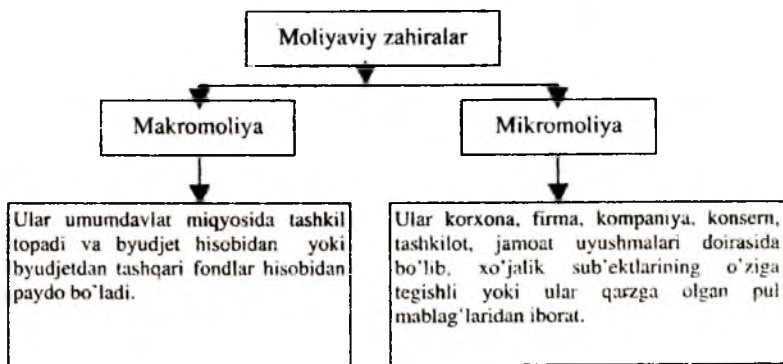 Moliyaviy zahiralar
Makromoliya
Mikromoliya
Ular umumdavlat miqyosida tashkil
topadi va byudjet hisobidan yoki
byudjetdan tashqari fondlar hisobidan
paydo bo`ladi.
Ular korxona, firma, kompaniya, konsern,
tashkilot, jamoat uyushmalari doirasida
bo'lib, xo'jalik sub'ektlarining o'ziga
tegishli yoki ular qarzga olgan pul
mablag`laridan iborat.